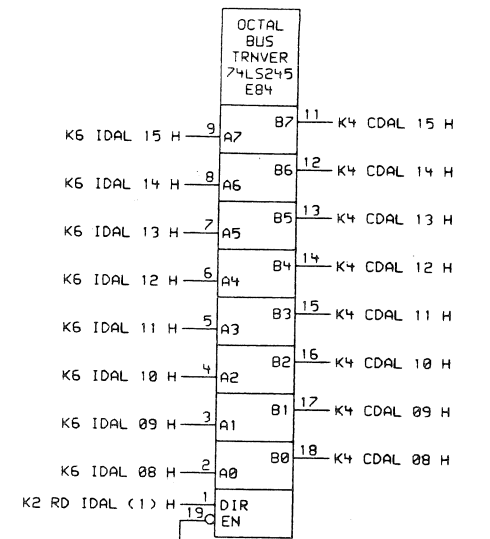 OCTAL
BUS
TRNVER
74LS245
E84
K6 IDAL 15 H 9 A7 B7 11 K4 CDAL 15 H
K6 IDAL 14 H 8 A6 B6 12 K4 CDAL 14 H
K6 IDAL 13 H 7 A5 B5 13 K4 CDAL 13 H
K6 IDAL 12 H 6 A4 B4 14 K4 CDAL 12 H
K6 IDAL 11 H 5 A3 B3 15 K4 CDAL 11 H
K6 IDAL 10 H 4 A2 B2 16 K4 CDAL 10 H
K6 IDAL 09 H 3 A1 B1 17 K4 CDAL 09 H
K6 IDAL 08 H 2 A0 B0 18 K4 CDAL 08 H
K2 RD IDAL (1) H 1 DIR
19 EN